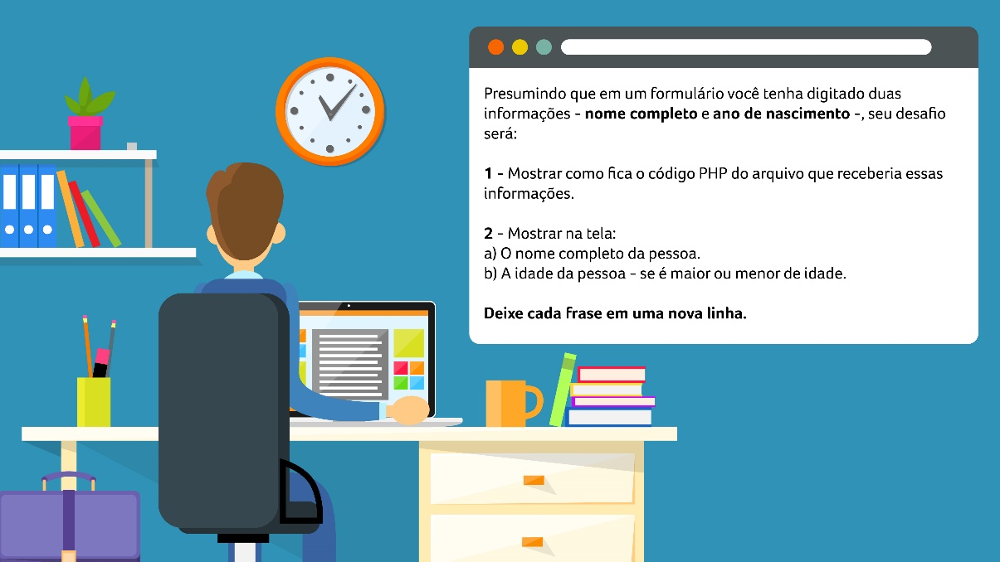 Presumindo que em um formulário você tenha digitado duas
informações - nome completo e ano de nascimento -, seu desafio
será:
1 - Mostrar como fica o código PHP do arquivo que receberia essas
informações.
2 - Mostrar na tela:
a) O nome completo da pessoa.
b) A idade da pessoa - se é maior ou menor de idade.
Deixe cada frase em uma nova linha.